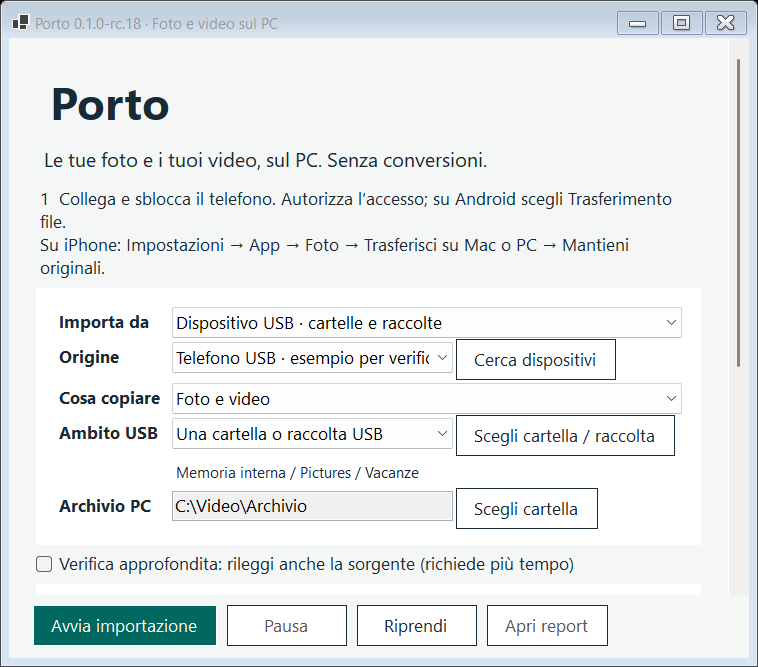 Porto 0.1.0-rc.18 · Foto e video sul PC
Porto
Le tue foto e i tuoi video, sul PC. Senza conversioni.
1 Collega e sblocca il telefono. Autorizza l'accesso; su Android scegli Trasferimento
file.
Su iPhone: Impostazioni → App → Foto → Trasferisci su Mac o PC → Mantieni
originali.
Importa da Dispositivo USB · cartelle e raccolte
Origine Telefono USB · esempio per verific Cerca dispositivi
Cosa copiare Foto e video
Ambito USB Una cartella o raccolta USB Scegli cartella / raccolta
Memoria interna / Pictures / Vacanze
Archivio PC C:\Video\Archivio Scegli cartella
Verifica approfondita: rileggi anche la sorgente (richiede più tempo)
Avvia importazione Pausa Riprendi Apri report